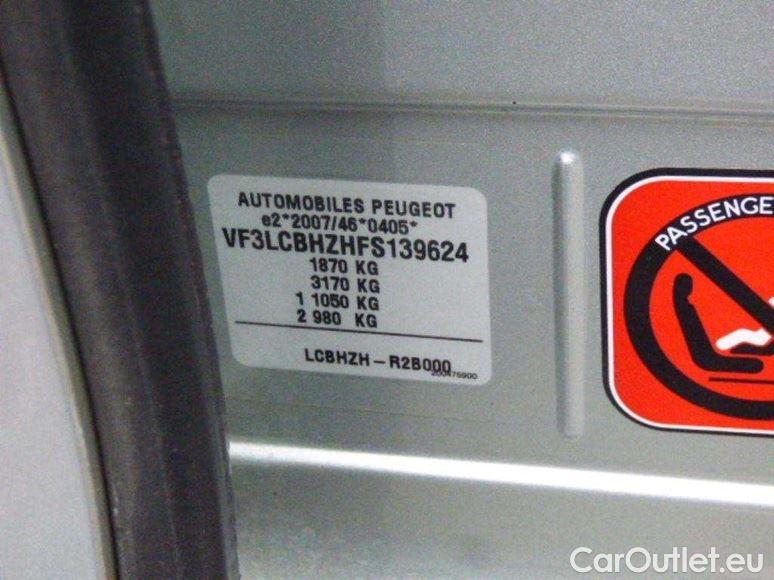 AUTOMOBILES PEUGEOT
e2*2007/46*0405*
VF3LCBHZHFS139624
1870 KG
3170 KG
1 1050 KG
2 980 KG
LCBHZH-R2B000
PASSENGE
CarOutlet.eu